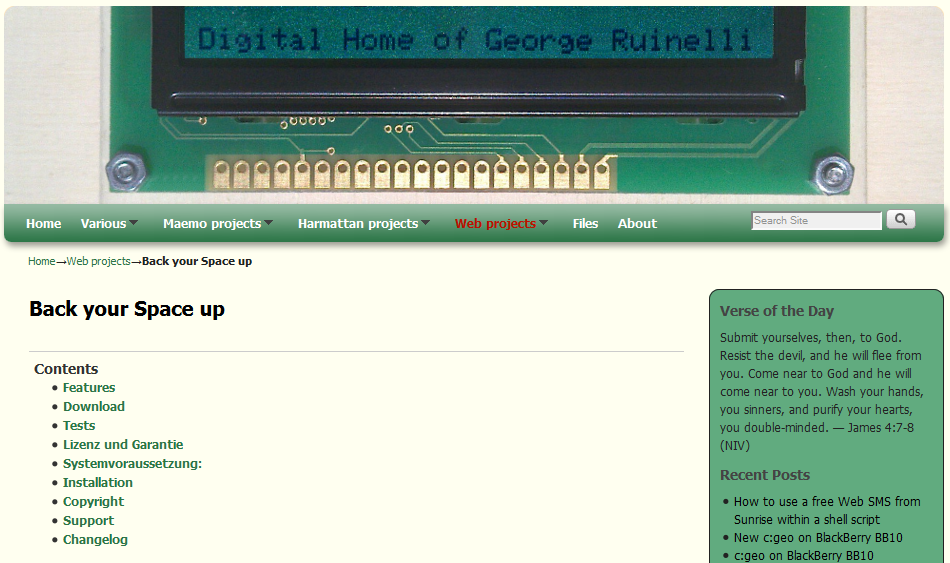 Digital Home of George Ruinelli
Home Various Maemo projects Harmattan projects Web projects Files About Search Site
Home→Web projects→Back your Space up
Back your Space up
Contents
• Features
• Download
• Tests
• Lizenz und Garantie
• Systemvoraussetzung:
• Installation
• Copyright
• Support
• Changelog
Verse of the Day
Submit yourselves, then, to God.
Resist the devil, and he will flee from
you. Come near to God and he will
come near to you. Wash your hands,
you sinners, and purify your hearts,
you double-minded. — James 4:7-8
(NIV)
Recent Posts
• How to use a free Web SMS from
Sunrise within a shell script
• New c:geo on BlackBerry BB10
• c:geo on BlackBerry BB10